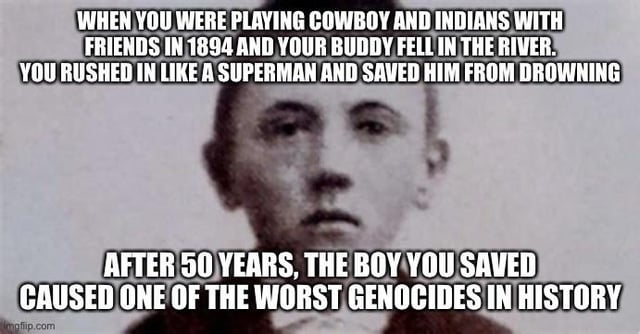 WHEN YOU WERE PLAYING COWBOY AND INDIANS WITH
FRIENDS IN 1894 AND YOUR BUDDY FELL IN THE RIVER.
YOU RUSHED IN LIKE A SUPERMAN AND SAVED HIM FROM DROWNING
AFTER 50 YEARS, THE BOY YOU SAVED
CAUSED ONE OF THE WORST GENOCIDES IN HISTORY
imgflip.com